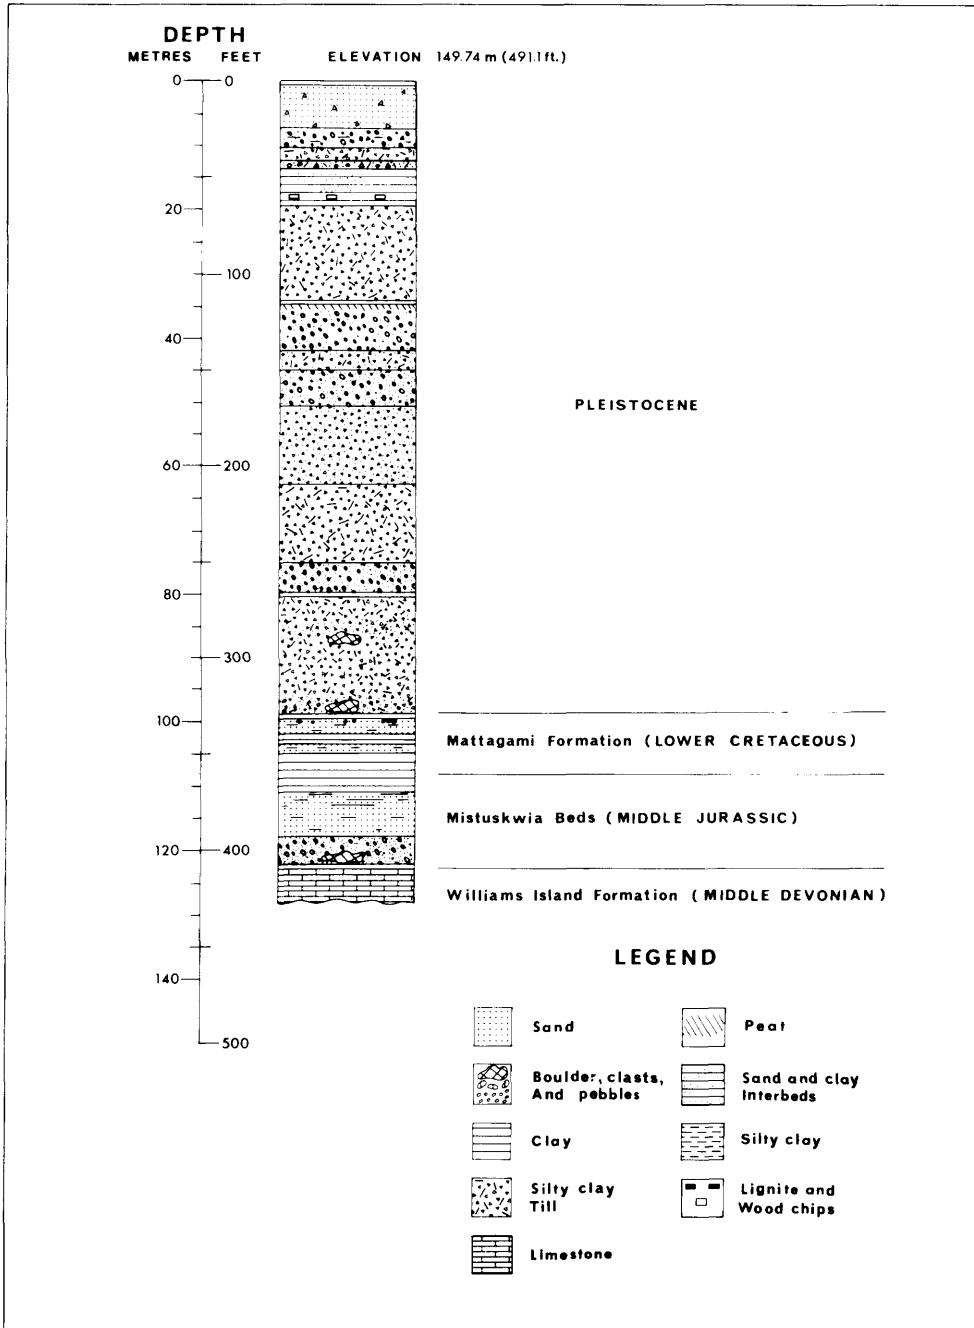 DEPTH
METRES FEET ELEVATION 149.74 m (491.1 ft.)
0 0
20
100
40
PLEISTOCENE
60 200
80
300
100
Mattagami Formation (LOWER CRETACEOUS)
Mistuskwia Beds (MIDDLE JURASSIC)
120 400
Williams Island Formation (MIDDLE DEVONIAN)
LEGEND
140
Sand Peat
500
Boulder, clasts, Sand and clay
And pebbles Interbeds
Clay Silty clay
Silty clay Lignite and
Till Wood chips
Limestone